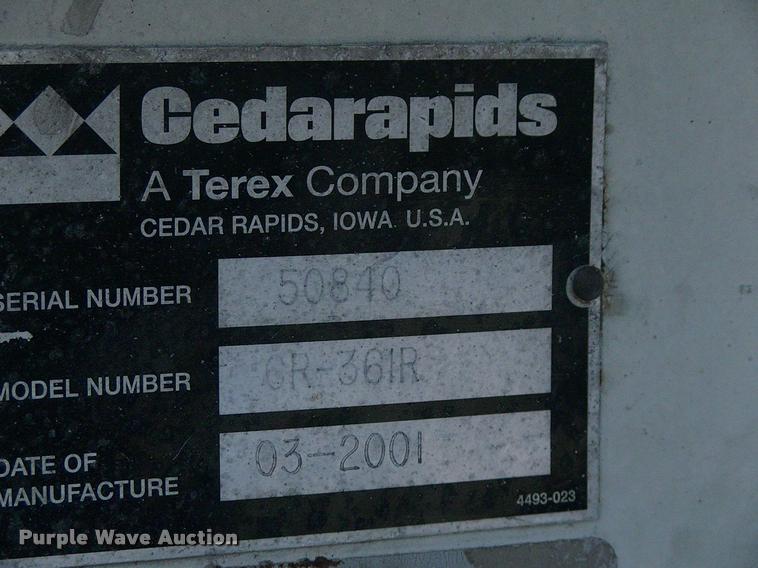 Cedarapids
A Terex Company
CEDAR RAPIDS, IOWA U.S.A.
SERIAL NUMBER 50840
MODEL NUMBER CR-361R
DATE OF
MANUFACTURE 03-2001
4493-023
Purple Wave Auction